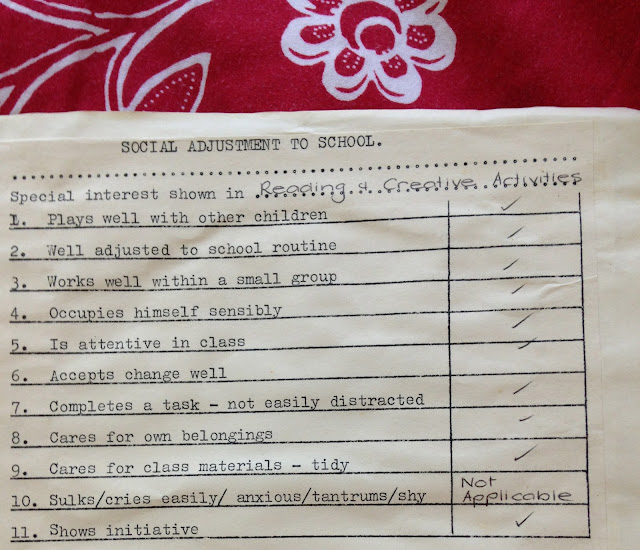 SOCIAL ADJUSTMENT TO SCHOOL.
Special interest shown in Reading & Creative Activities
1. Plays well with other children
2. Well adjusted to school routine
3. Works well within a small group
4. Occupies himself sensibly
5. Is attentive in class
6. Accepts change well
7. Completes a task - not easily distracted
8. Cares for own belongings
9. Cares for class materials - tidy
10. Sulks/cries easily/ anxious/tantrums/shy Not Applicable
11. Shows initiative